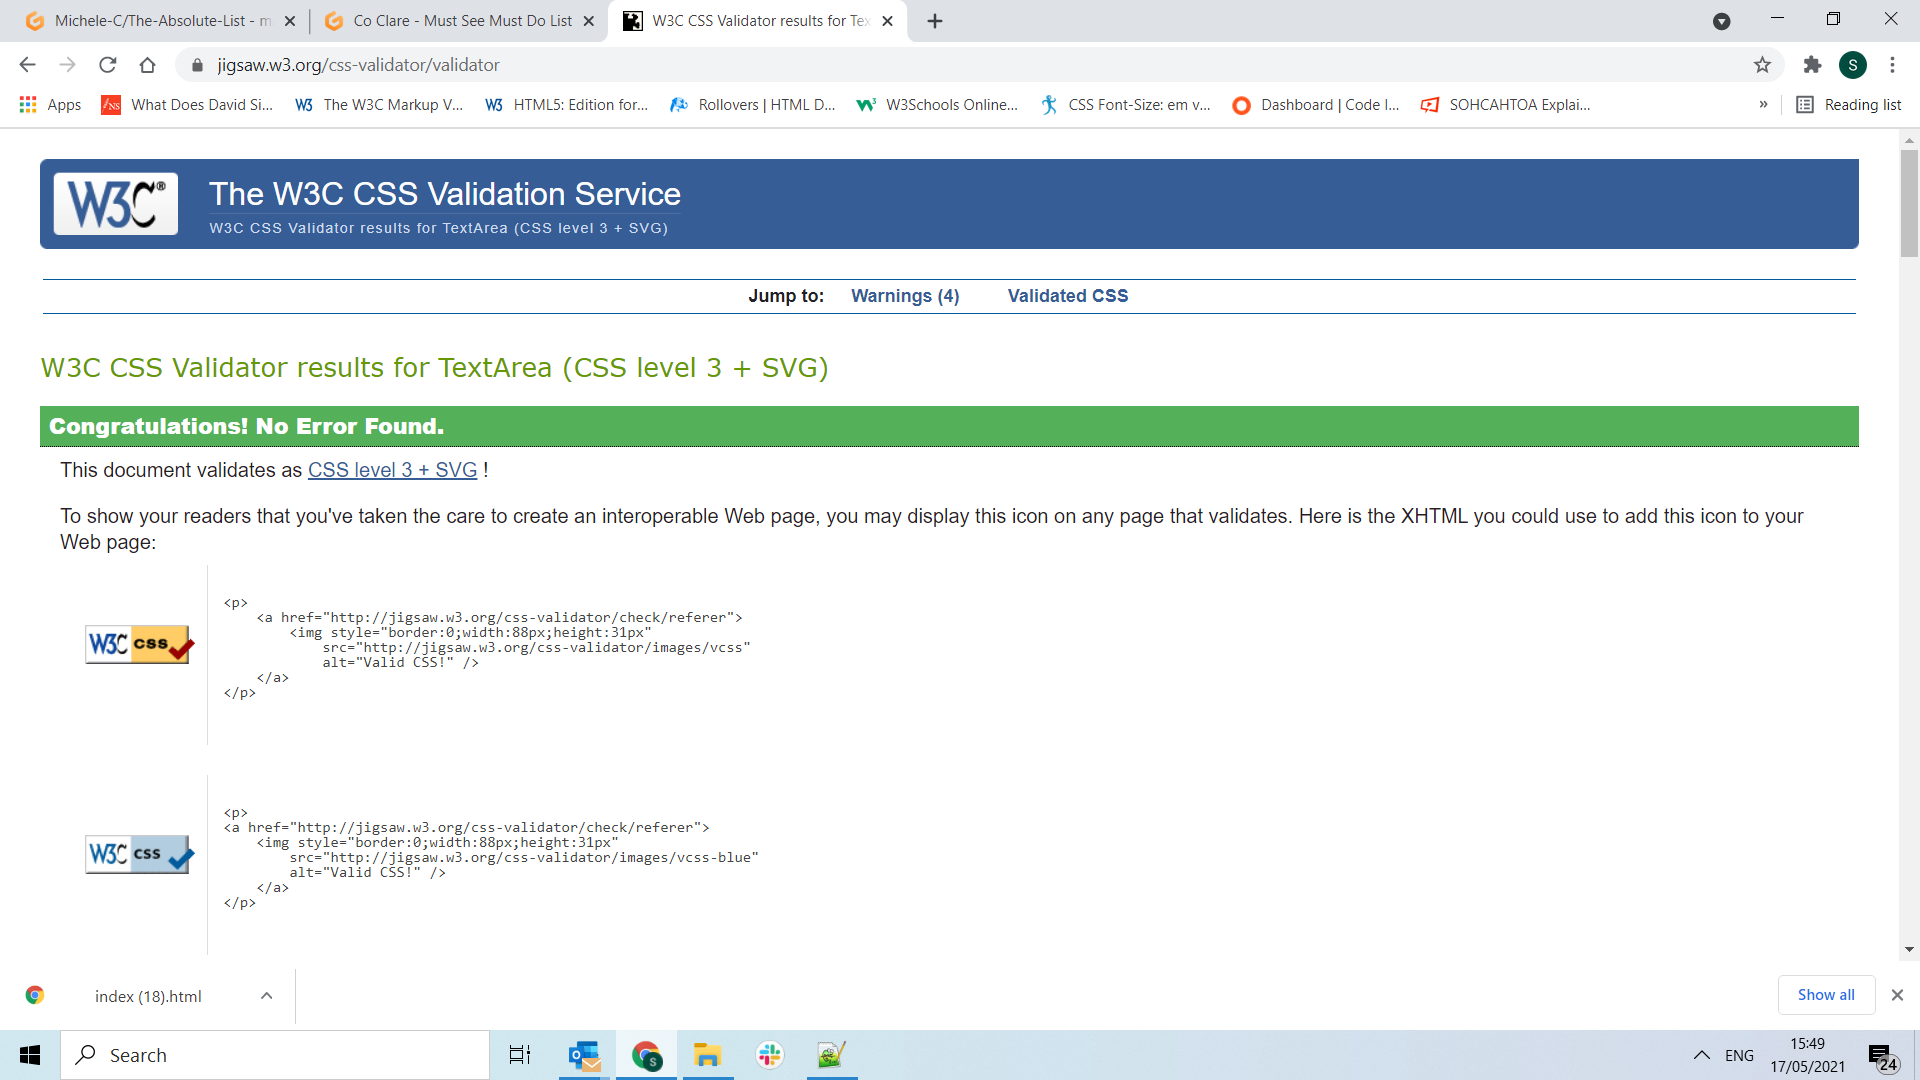 Michele-C/The-Absolute-List - m
Co Clare - Must See Must Do List
W3C CSS Validator results for Tex
jigsaw.w3.org/css-validator/validator
S
Apps
What Does David Si...
The W3C Markup V...
HTML5: Edition for...
Rollovers | HTML D...
W3Schools Online...
CSS Font-Size: em v...
Dashboard | Code I...
SOHCAHTOA Explai...
»
Reading list
W3C®
The W3C CSS Validation Service
W3C CSS Validator results for TextArea (CSS level 3 + SVG)
Jump to: Warnings (4) Validated CSS
W3C CSS Validator results for TextArea (CSS level 3 + SVG)
Congratulations! No Error Found.
This document validates as CSS level 3 + SVG !
To show your readers that you've taken the care to create an interoperable Web page, you may display this icon on any page that validates. Here is the XHTML you could use to add this icon to your
Web page:
W3C css
<p>
<a href="http://jigsaw.w3.org/css-validator/check/referer">
<img style="border:0;width:88px;height:31px"
src="http://jigsaw.w3.org/css-validator/images/vcss"
alt="Valid CSS!" />
</a>
</p>
W3C css
<p>
<a href="http://jigsaw.w3.org/css-validator/check/referer">
<img style="border:0;width:88px;height:31px"
src="http://jigsaw.w3.org/css-validator/images/vcss-blue"
alt="Valid CSS!" />
</a>
</p>
index (18).html
Show all
Search
S
ENG
15:49
17/05/2021
24